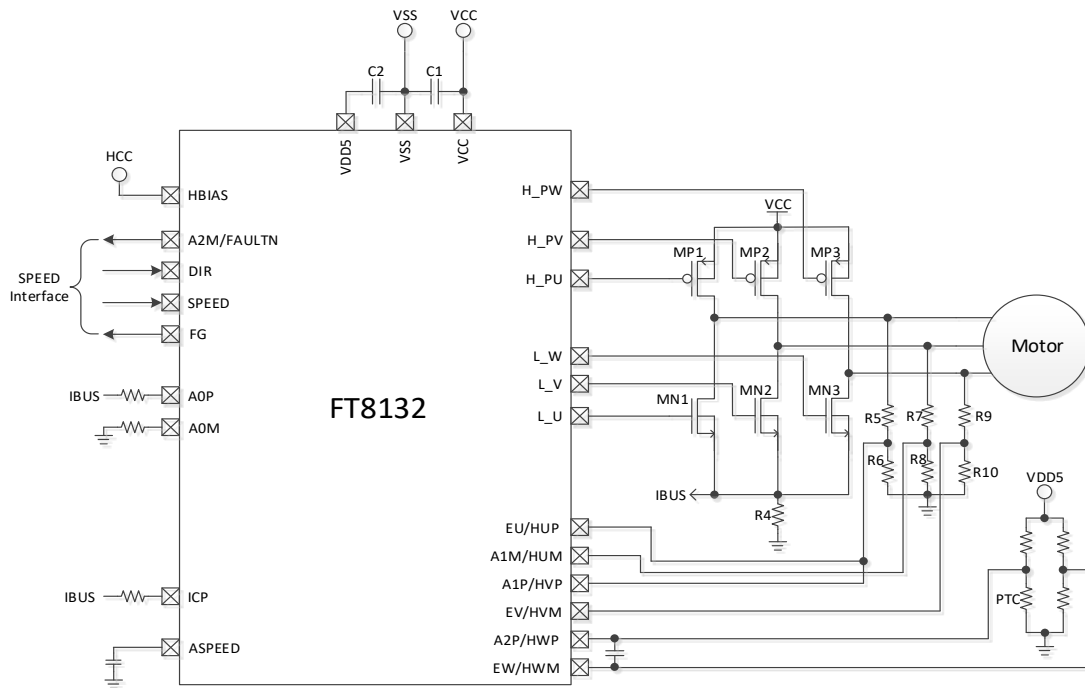 VSS
VCC
C2
C1
VDD5
VSS
VCC
HCC
HBIAS
A2M/FAULTN
DIR
SPEED
FG
SPEED
Interface
IBUS
A0P
A0M
FT8132
IBUS
ICP
ASPEED
H_PW
H_PV
H_PU
L_W
L_V
L_U
EU/HUP
A1M/HUM
A1P/HVP
EV/HVM
A2P/HWP
EW/HWM
VCC
MP1
MP2
MP3
MN1
MN2
MN3
Motor
R5
R7
R9
R6
R8
R10
IBUS
R4
VDD5
PTC